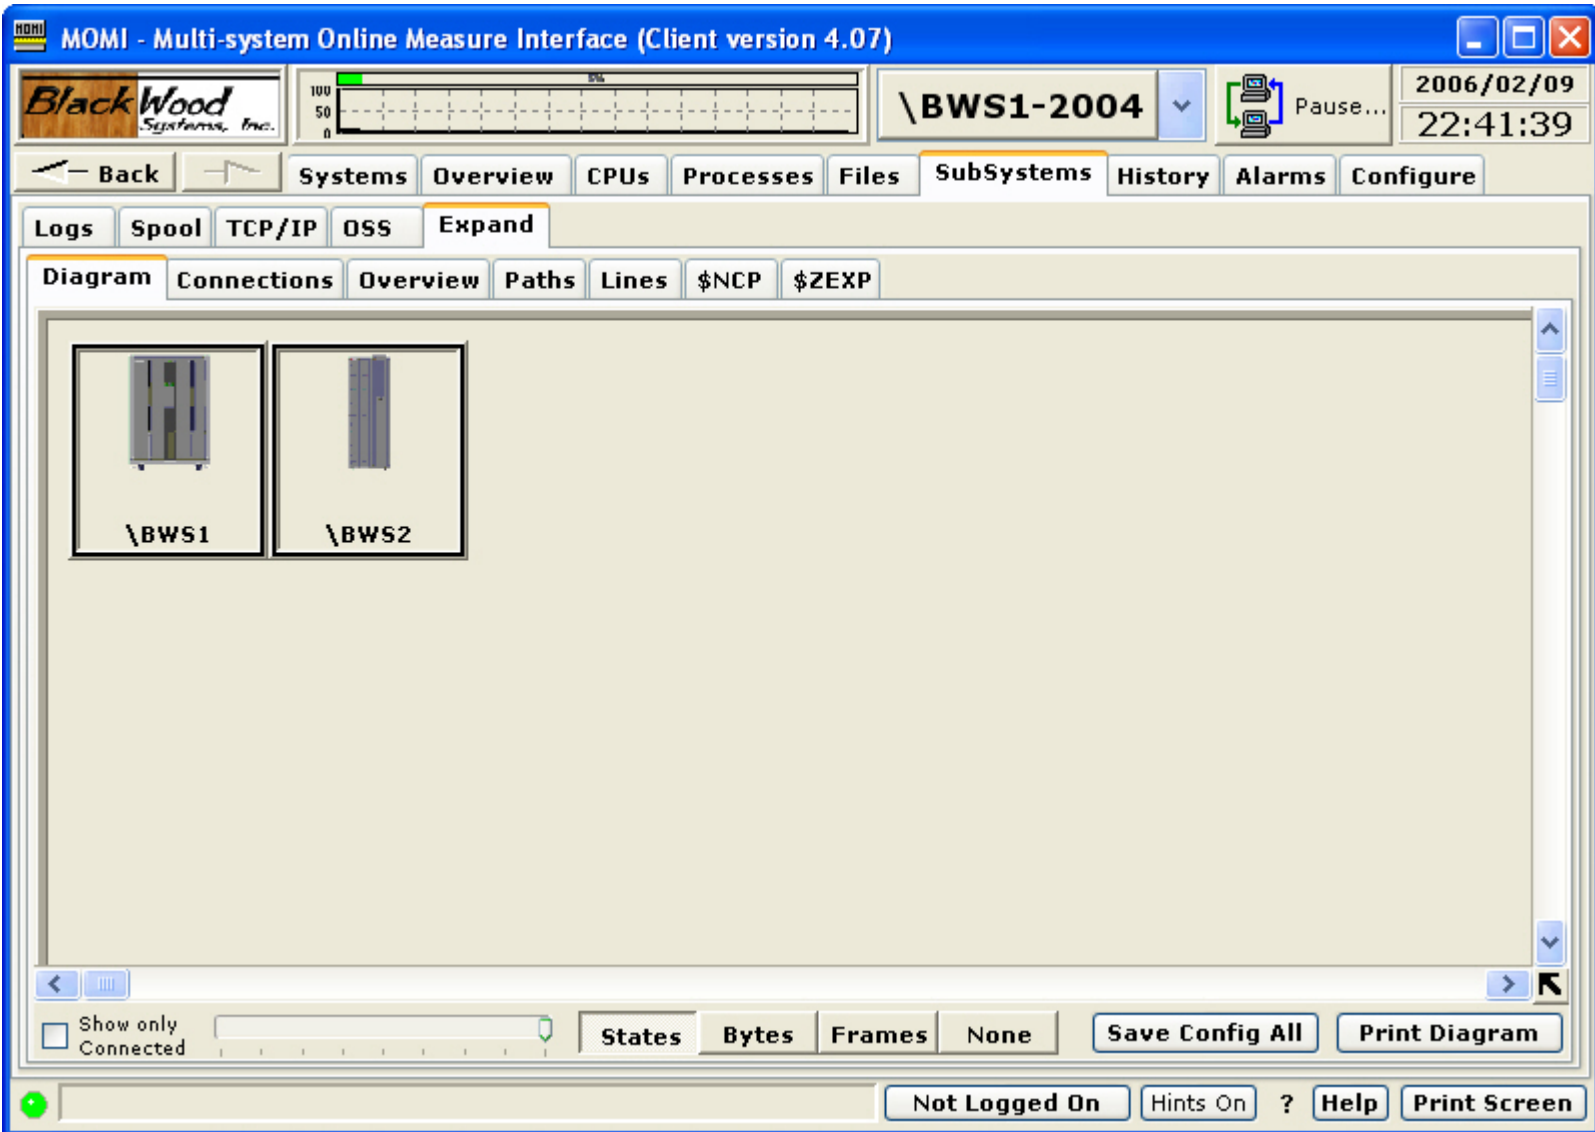 MOMI
MOMI - Multi-system Online Measure Interface (Client version 4.07)
BlackWood
Systems, Inc.
5%
100
50
0
\BWS1-2004
Pause...
2006/02/09
22:41:39
Back
Systems Overview CPUs Processes Files SubSystems History Alarms Configure
Logs Spool TCP/IP OSS Expand
Diagram Connections Overview Paths Lines $NCP $ZEXP
\BWS1 \BWS2
Show only
Connected
States Bytes Frames None Save Config All Print Diagram
Not Logged On Hints On ? Help Print Screen